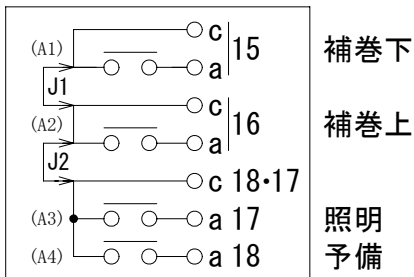 c
(A1) 15 補巻下
a
J1
c
(A2) 16 補巻上
a
J2
c 18・17
(A3) a 17 照明
(A4) a 18 予備